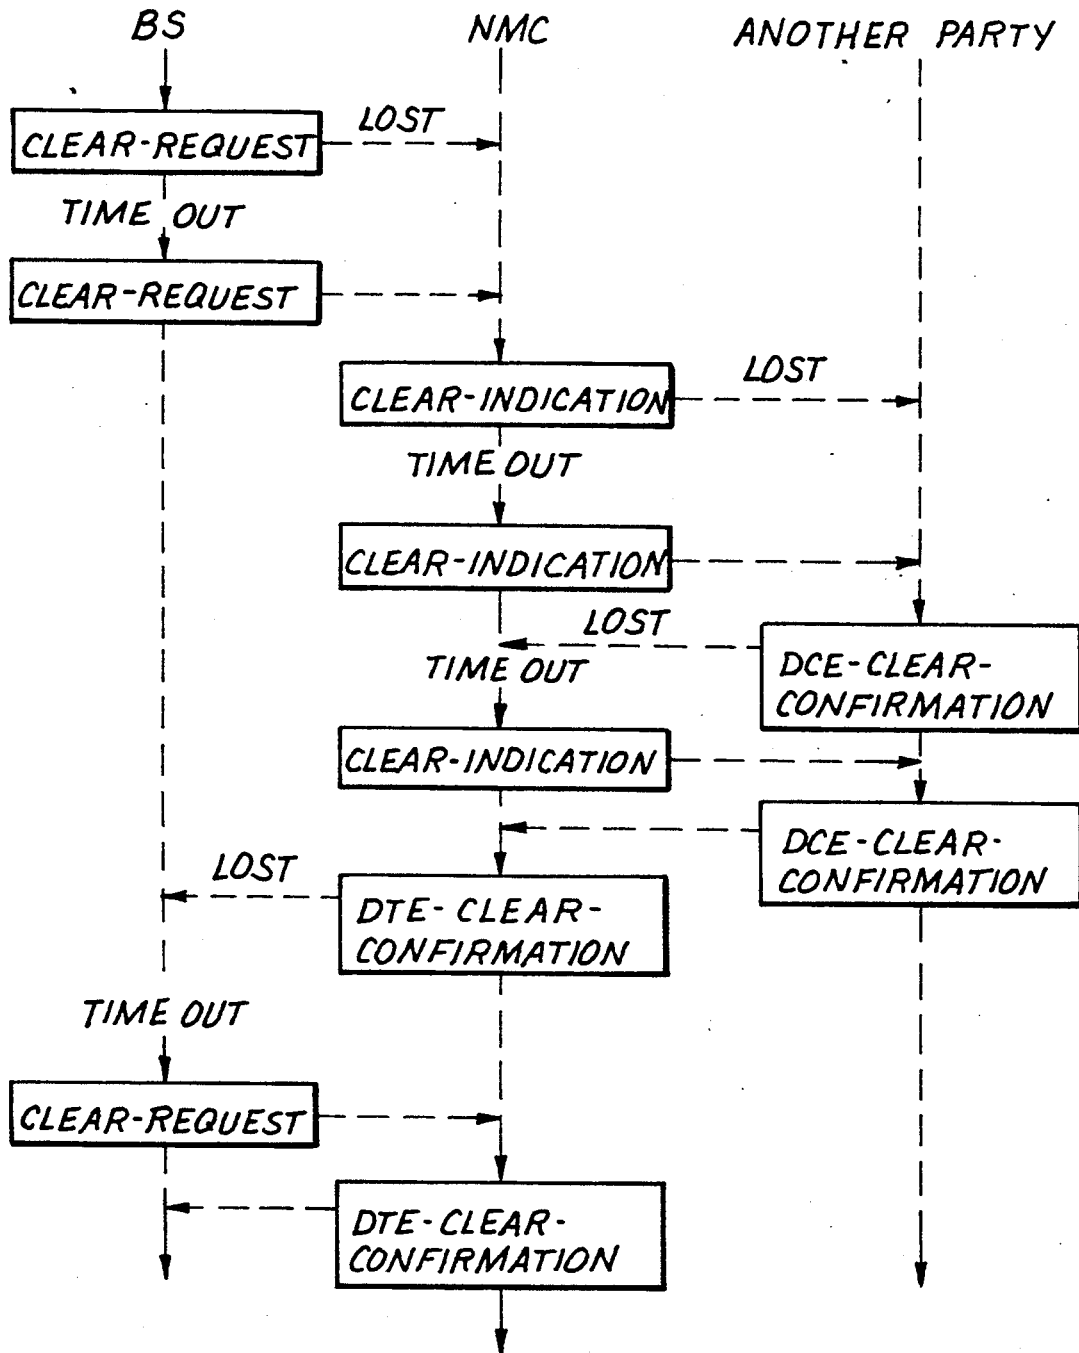 BS NMC ANOTHER PARTY
CLEAR-REQUEST LOST
TIME OUT
CLEAR-REQUEST
CLEAR-INDICATION LOST
TIME OUT
CLEAR-INDICATION
LOST
TIME OUT
DCE-CLEAR-
CONFIRMATION
CLEAR-INDICATION
DCE-CLEAR-
CONFIRMATION
LOST
DTE-CLEAR-
CONFIRMATION
TIME OUT
CLEAR-REQUEST
DTE-CLEAR-
CONFIRMATION